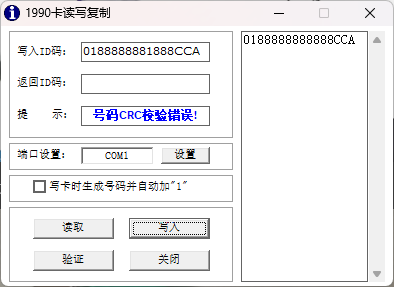 1990卡读写复制
写入ID码：
0188888881888CCA
返回ID码：
提 示：
号码CRC校验错误!
端口设置：
COM1
设置
写卡时生成号码并自动加"1"
读取
写入
验证
关闭
0188888888888CCA